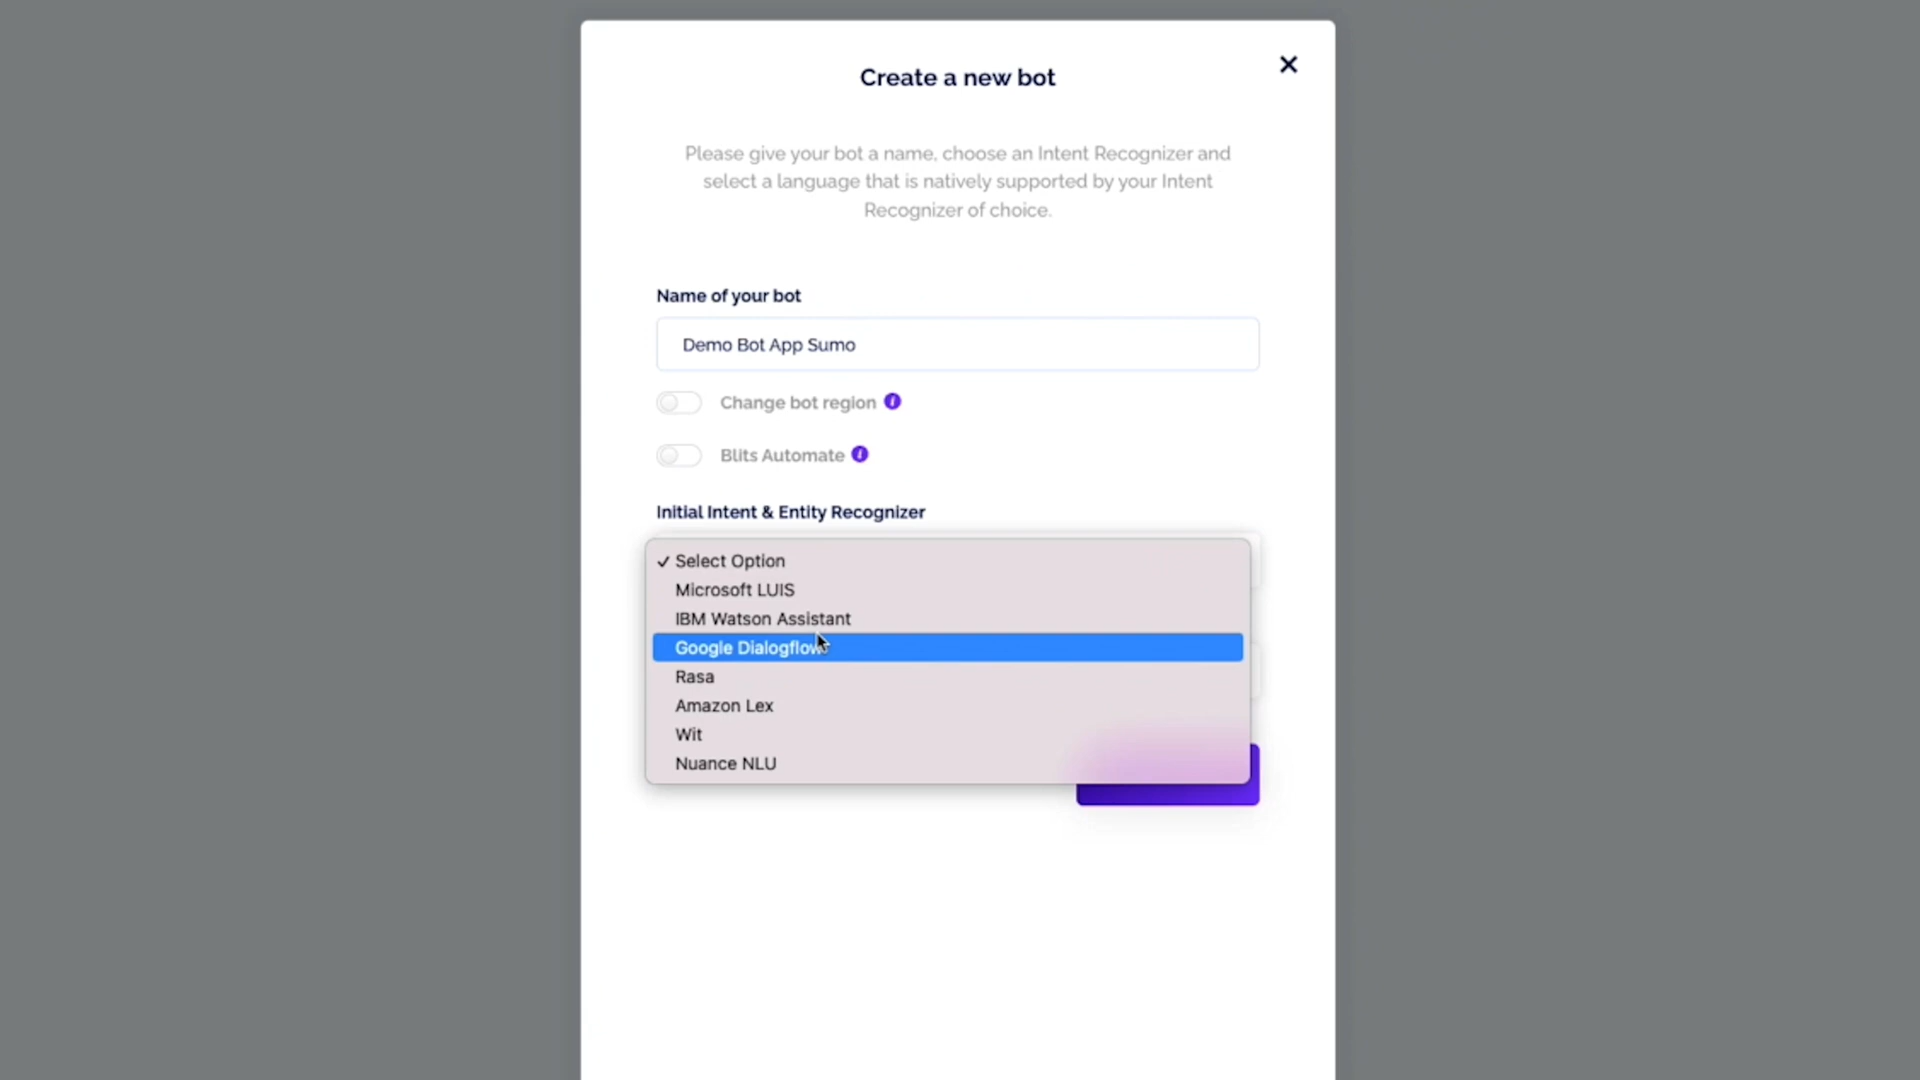 Create a new bot
Please give your bot a name, choose an Intent Recognizer and
select a language that is natively supported by your Intent
Recognizer of choice.
Name of your bot
Demo Bot App Sumo
Change bot region
Blits Automate
Initial Intent & Entity Recognizer
✓ Select Option
Microsoft LUIS
IBM Watson Assistant
Google Dialogflow
Rasa
Amazon Lex
Wit
Nuance NLU